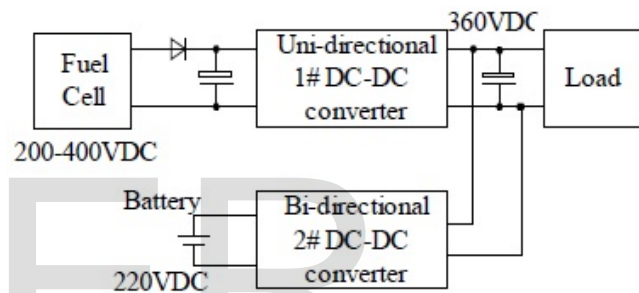 360VDC
Fuel
Cell
Uni-directional
1# DC-DC
converter
Load
200-400VDC
Battery
220VDC
Bi-directional
2# DC-DC
converter